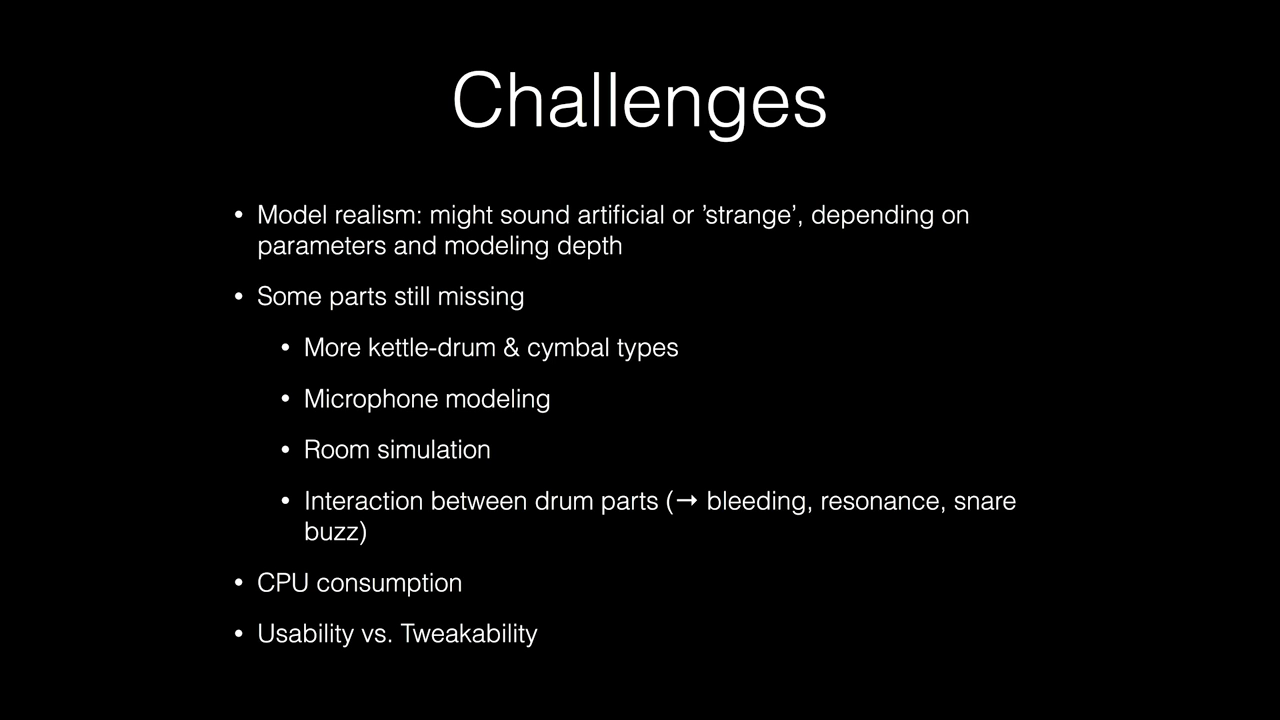 Challenges
• Model realism: might sound artificial or ’strange’, depending on
parameters and modeling depth
• Some parts still missing
• More kettle-drum & cymbal types
• Microphone modeling
• Room simulation
• Interaction between drum parts (→ bleeding, resonance, snare
buzz)
• CPU consumption
• Usability vs. Tweakability